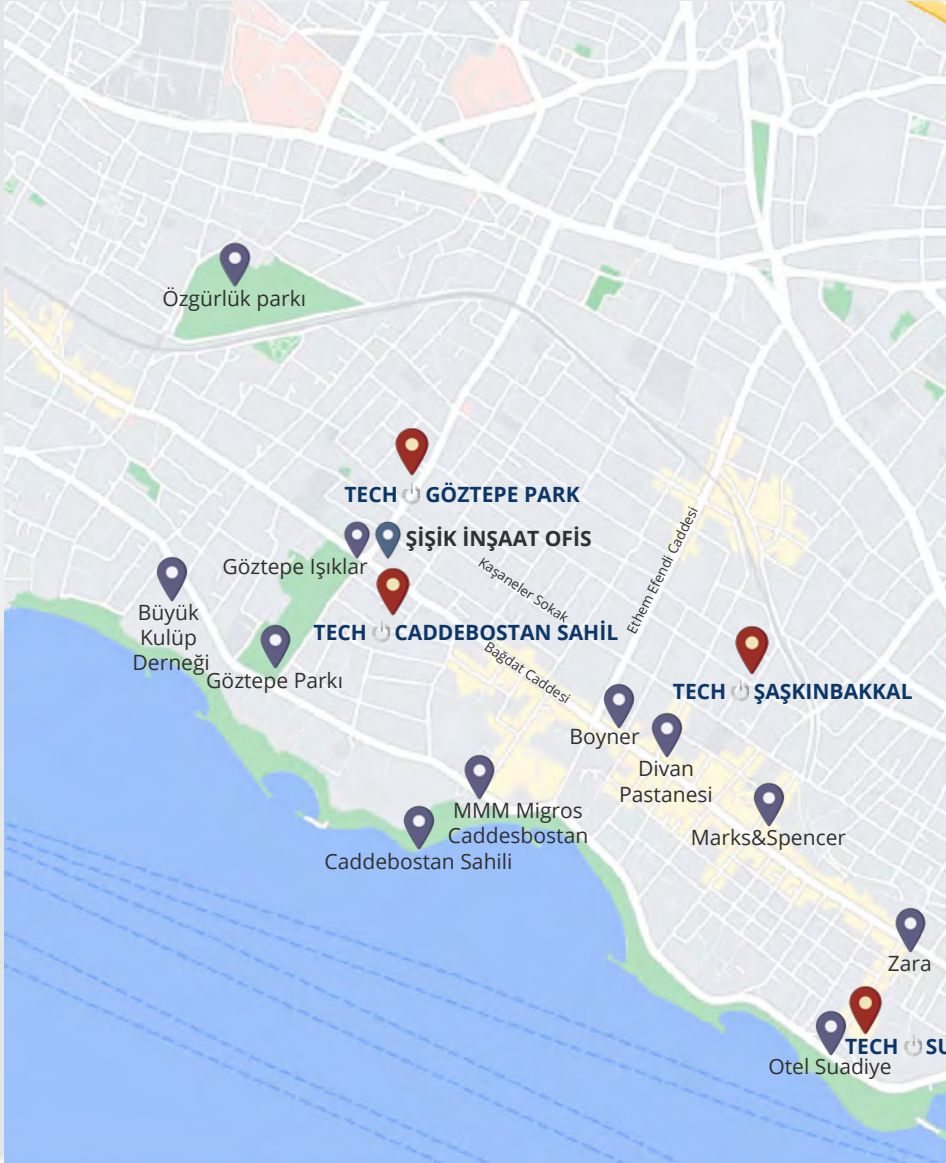 Özgürlük parkı
TECH GÖZTEPE PARK
ŞİŞİK İNŞAAT OFİS
Göztepe Işıklar
Kaşaneler Sokak
Ethem Efendi Caddesi
Büyük
Kulüp
Derneği
TECH CADDEBOSTAN SAHİL
Bağdat Caddesi
Göztepe Parkı
TECH ŞAŞKINBAKKAL
Boyner
Divan
Pastanesi
MMM Migros
Caddesbostan
Marks&Spencer
Caddebostan Sahili
Zara
TECH SU
Otel Suadiye